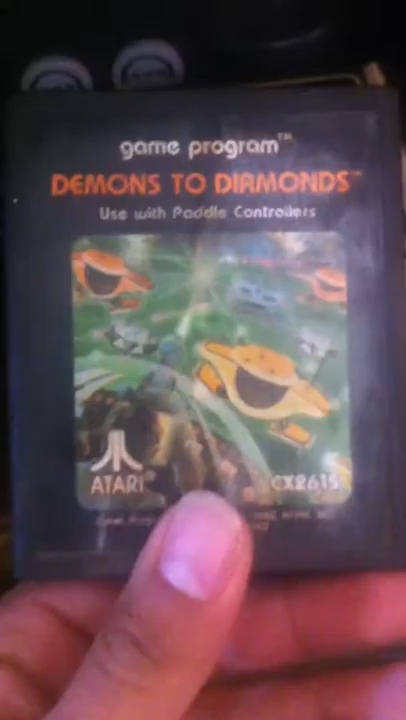 game program™
DEMONS TO DIAMONDS™
Use with Paddle Controllers
ATARI®
CX2615